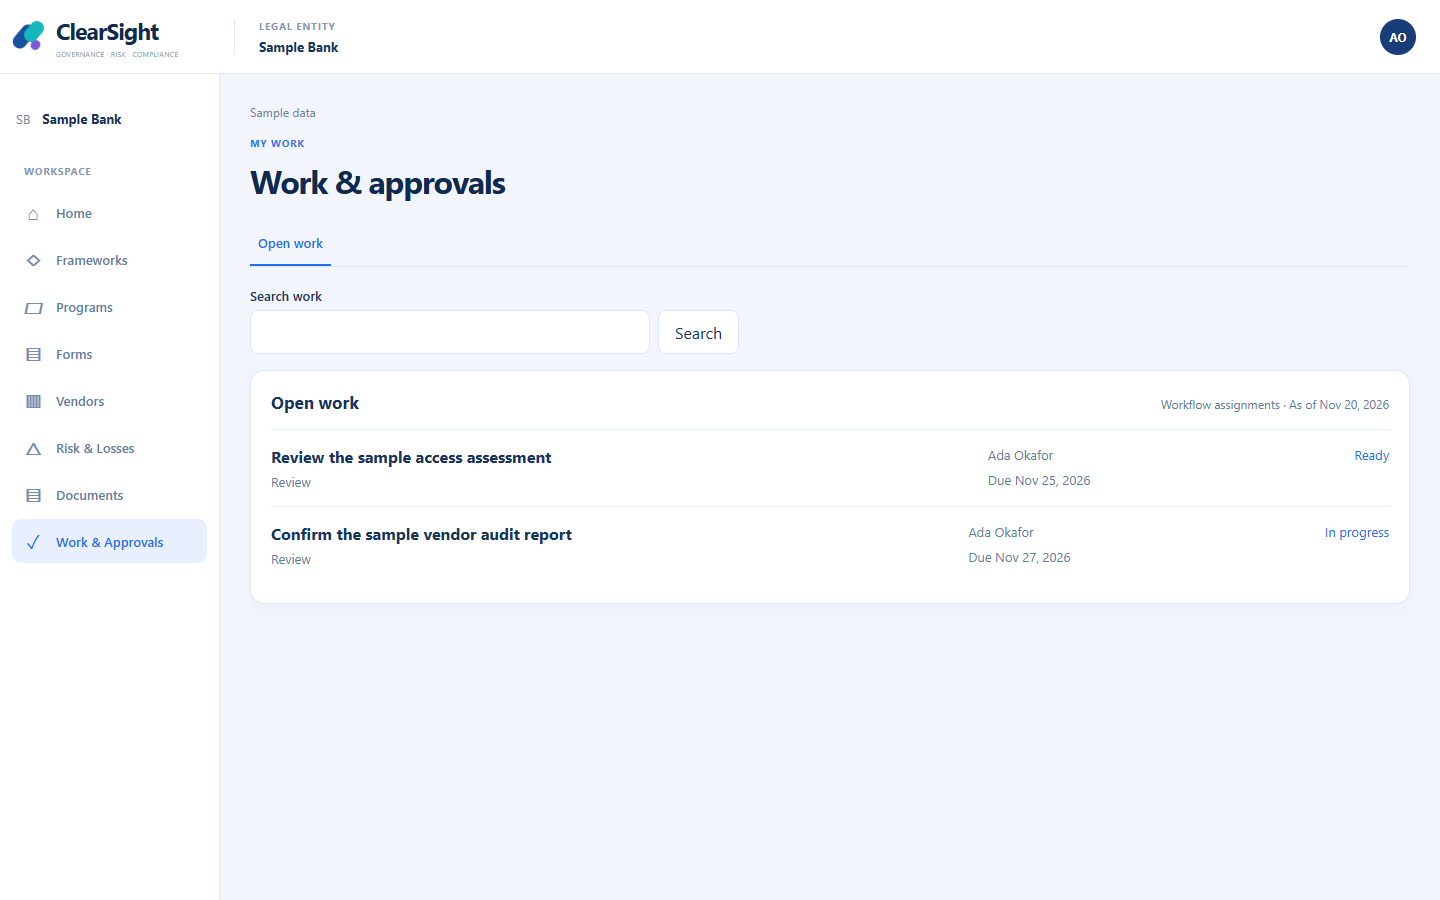 ClearSight
GOVERNANCE · RISK · COMPLIANCE
LEGAL ENTITY
Sample Bank
AO
SB Sample Bank
WORKSPACE
Home
Frameworks
Programs
Forms
Vendors
Risk & Losses
Documents
Work & Approvals
Sample data
MY WORK
Work & approvals
Open work
Search work
Search
Open work
Workflow assignments · As of Nov 20, 2026
Review the sample access assessment
Review
Ada Okafor
Due Nov 25, 2026
Ready
Confirm the sample vendor audit report
Review
Ada Okafor
Due Nov 27, 2026
In progress